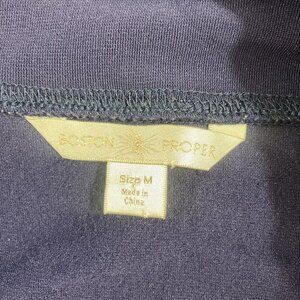 BOSTON PROPER
Size M
Made in
China